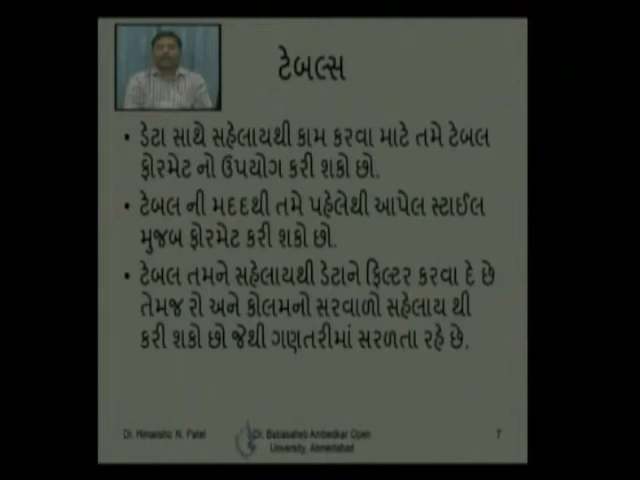 ટેબલ્સ
• ડેટા સાથે સહેલાયથી કામ કરવા માટે તમે ટેબલ
ફોરમેટ નો ઉપયોગ કરી શકો છો.
• ટેબલ ની મદદથી તમે પહેલેથી આપેલ સ્ટાઈલ
મુજબ ફોરમેટ કરી શકો છો.
• ટેબલ તમને સહેલાયથી ડેટાને ફિલ્ટર કરવા દે છે
તેમજ રો અને કોલમનો સરવાળો સહેલાય થી
કરી શકો છો જેથી ગણતરીમાં સરળતા રહે છે.
Dr. Himanshu N. Patel
Dr. Babasaheb Ambedkar Open
University, Ahmedabad
7